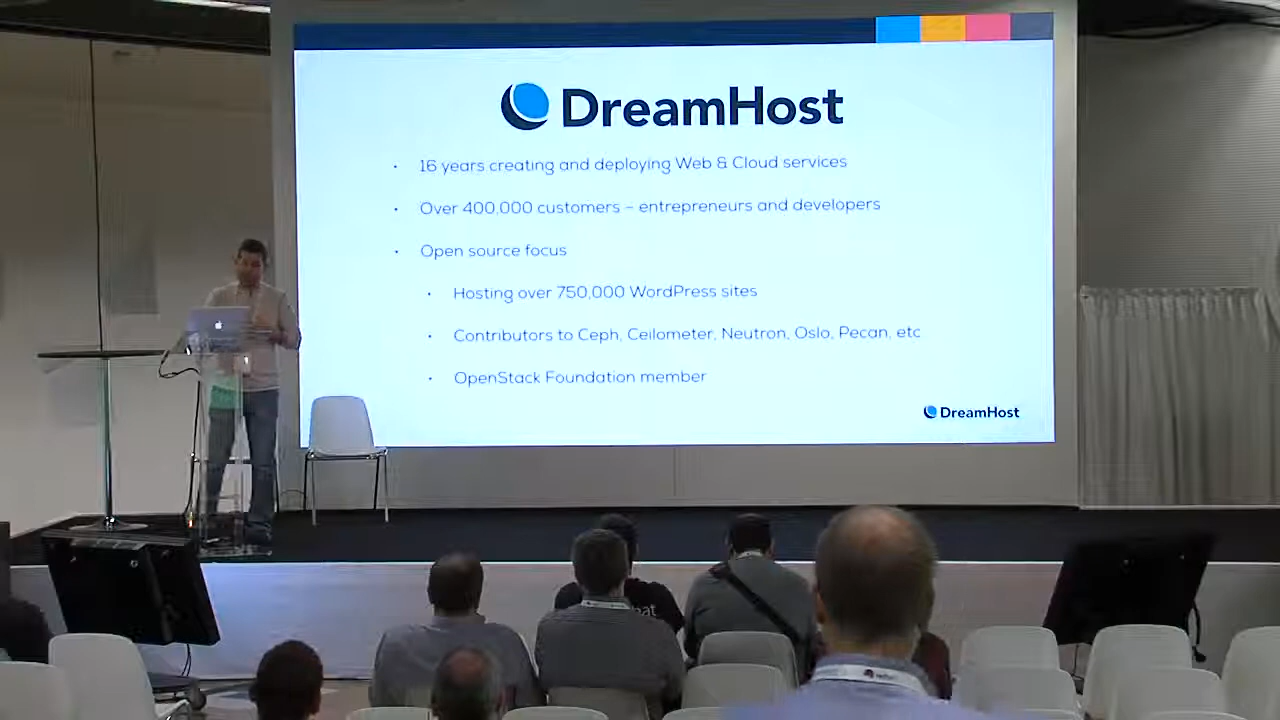 DreamHost
· 16 years creating and deploying Web & Cloud services
· Over 400,000 customers – entrepreneurs and developers
· Open source focus
· Hosting over 750,000 WordPress sites
· Contributors to Ceph, Ceilometer, Neutron, Oslo, Pecan, etc
· OpenStack Foundation member
DreamHost